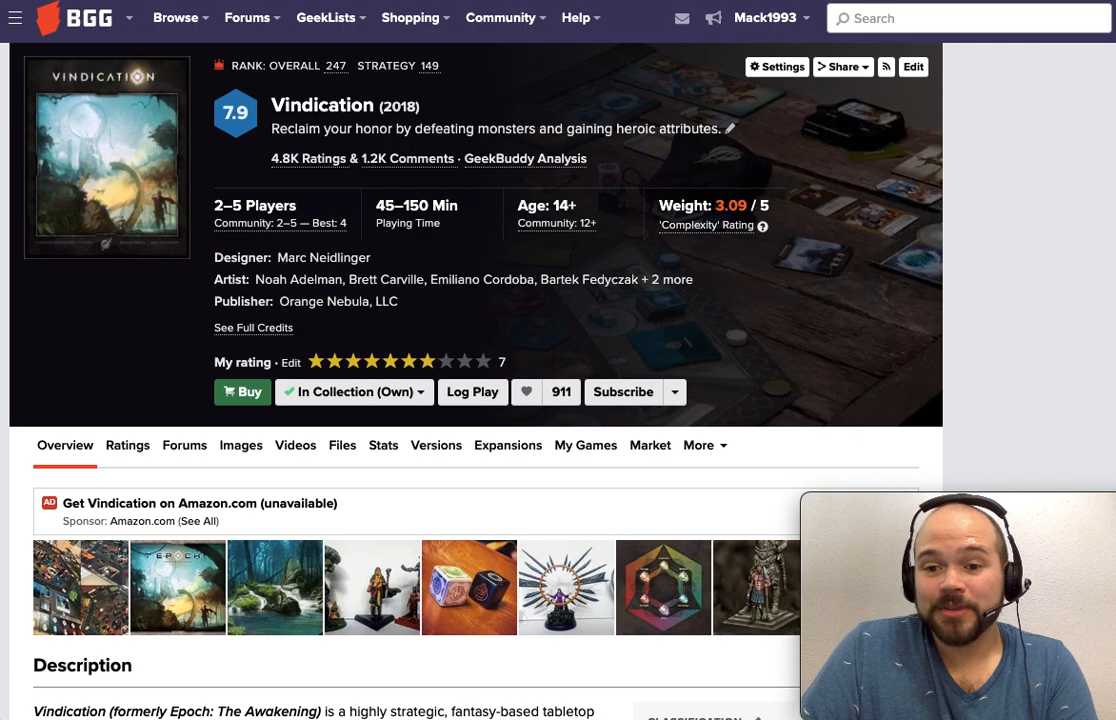 BGG
Browse
Forums
GeekLists
Shopping
Community
Help
Mack1993
Search
VINDICATION
RANK: OVERALL 247 STRATEGY 149
Settings
Share
Edit
7.9
Vindication (2018)
Reclaim your honor by defeating monsters and gaining heroic attributes.
4.8K Ratings & 1.2K Comments · GeekBuddy Analysis
2–5 Players
Community: 2–5 — Best: 4
45–150 Min
Playing Time
Age: 14+
Community: 12+
Weight: 3.09 / 5
'Complexity' Rating ?
Designer: Marc Neidlinger
Artist: Noah Adelman, Brett Carville, Emiliano Cordoba, Bartek Fedyczak + 2 more
Publisher: Orange Nebula, LLC
See Full Credits
My rating · Edit 7
Buy
In Collection (Own)
Log Play
911
Subscribe
Overview
Ratings
Forums
Images
Videos
Files
Stats
Versions
Expansions
My Games
Market
More
AD Get Vindication on Amazon.com (unavailable)
Sponsor: Amazon.com (See All)
EPOCH
Description
Vindication (formerly Epoch: The Awakening) is a highly strategic, fantasy-based tabletop
CLASSIFICATION